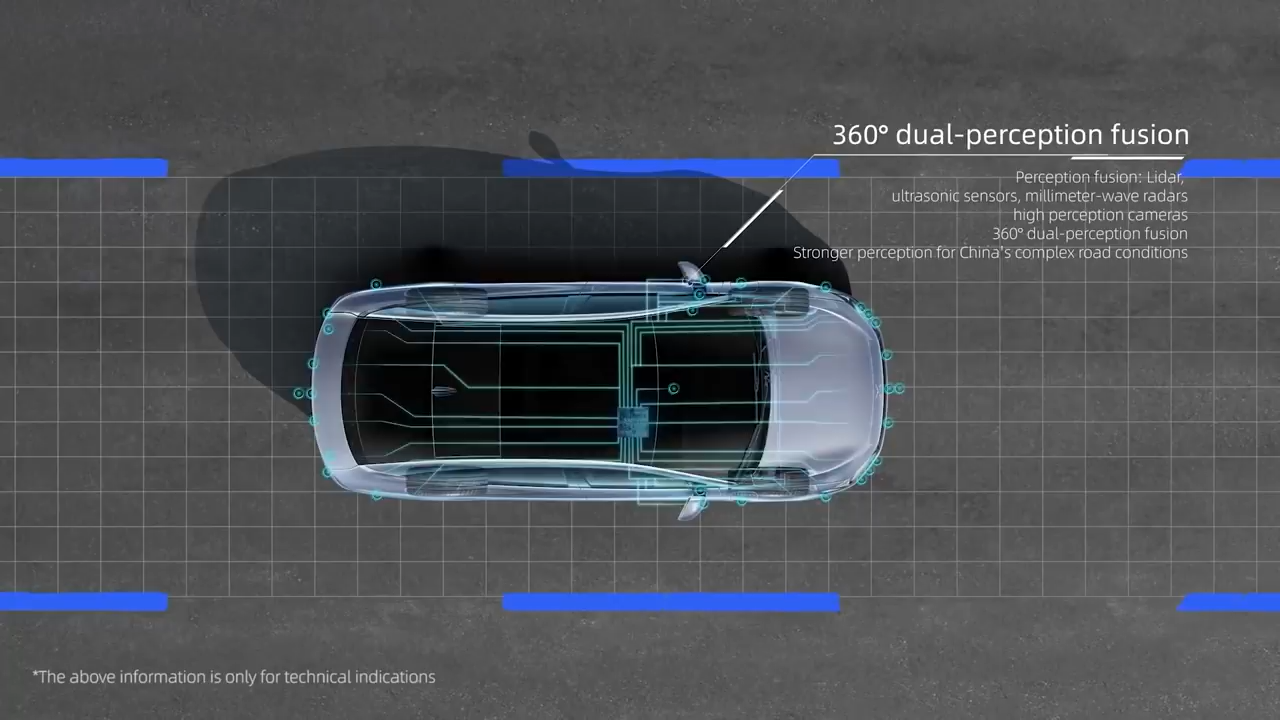 360° dual-perception fusion
Perception fusion: Lidar,
ultrasonic sensors, millimeter-wave radars
high perception cameras
360° dual-perception fusion
Stronger perception for China's complex road conditions
*The above information is only for technical indications